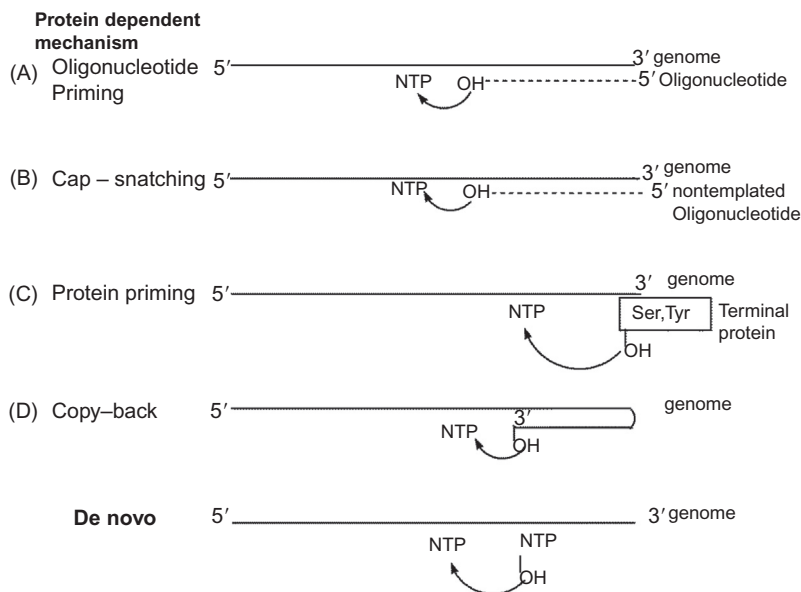 Protein dependent
mechanism
(A) Oligonucleotide Priming 5′ 3′ genome
NTP OH 5′ Oligonucleotide
(B) Cap – snatching 5′ 3′ genome
NTP OH 5′ nontemplated
Oligonucleotide
3′ genome
(C) Protein priming 5′
NTP Ser,Tyr Terminal
protein
OH
(D) Copy–back 5′ genome
3′
NTP OH
De novo 5′ 3′ genome
NTP NTP
OH